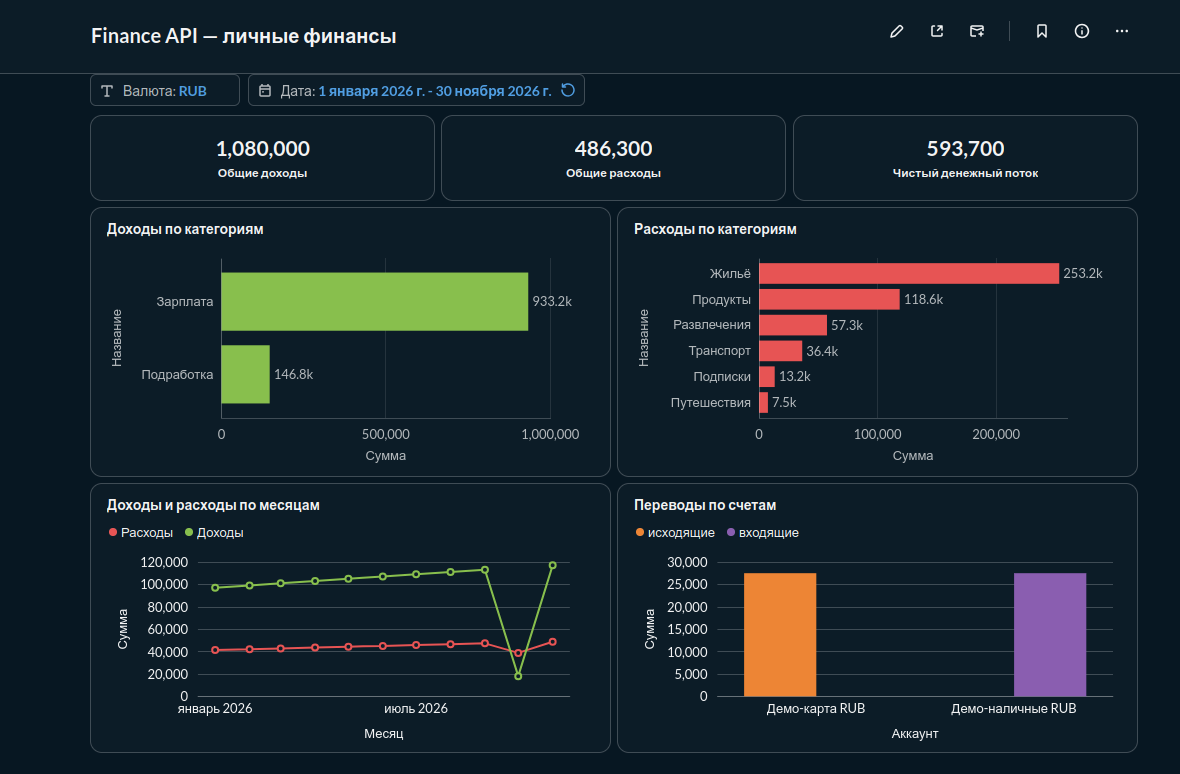 Finance API — личные финансы
Валюта: RUB
Дата: 1 января 2026 г. - 30 ноября 2026 г.
1,080,000
Общие доходы
486,300
Общие расходы
593,700
Чистый денежный поток
Доходы по категориям
Название
Зарплата
933.2k
Подработка
146.8k
0 500,000 1,000,000
Сумма
Расходы по категориям
Название
Жильё
253.2k
Продукты
118.6k
Развлечения
57.3k
Транспорт
36.4k
Подписки
13.2k
Путешествия
7.5k
0 100,000 200,000
Сумма
Доходы и расходы по месяцам
Расходы Доходы
Сумма
120,000
100,000
80,000
60,000
40,000
20,000
0
январь 2026 июль 2026
Месяц
Переводы по счетам
исходящие входящие
Сумма
30,000
25,000
20,000
15,000
10,000
5,000
0
Демо-карта RUB Демо-наличные RUB
Аккаунт